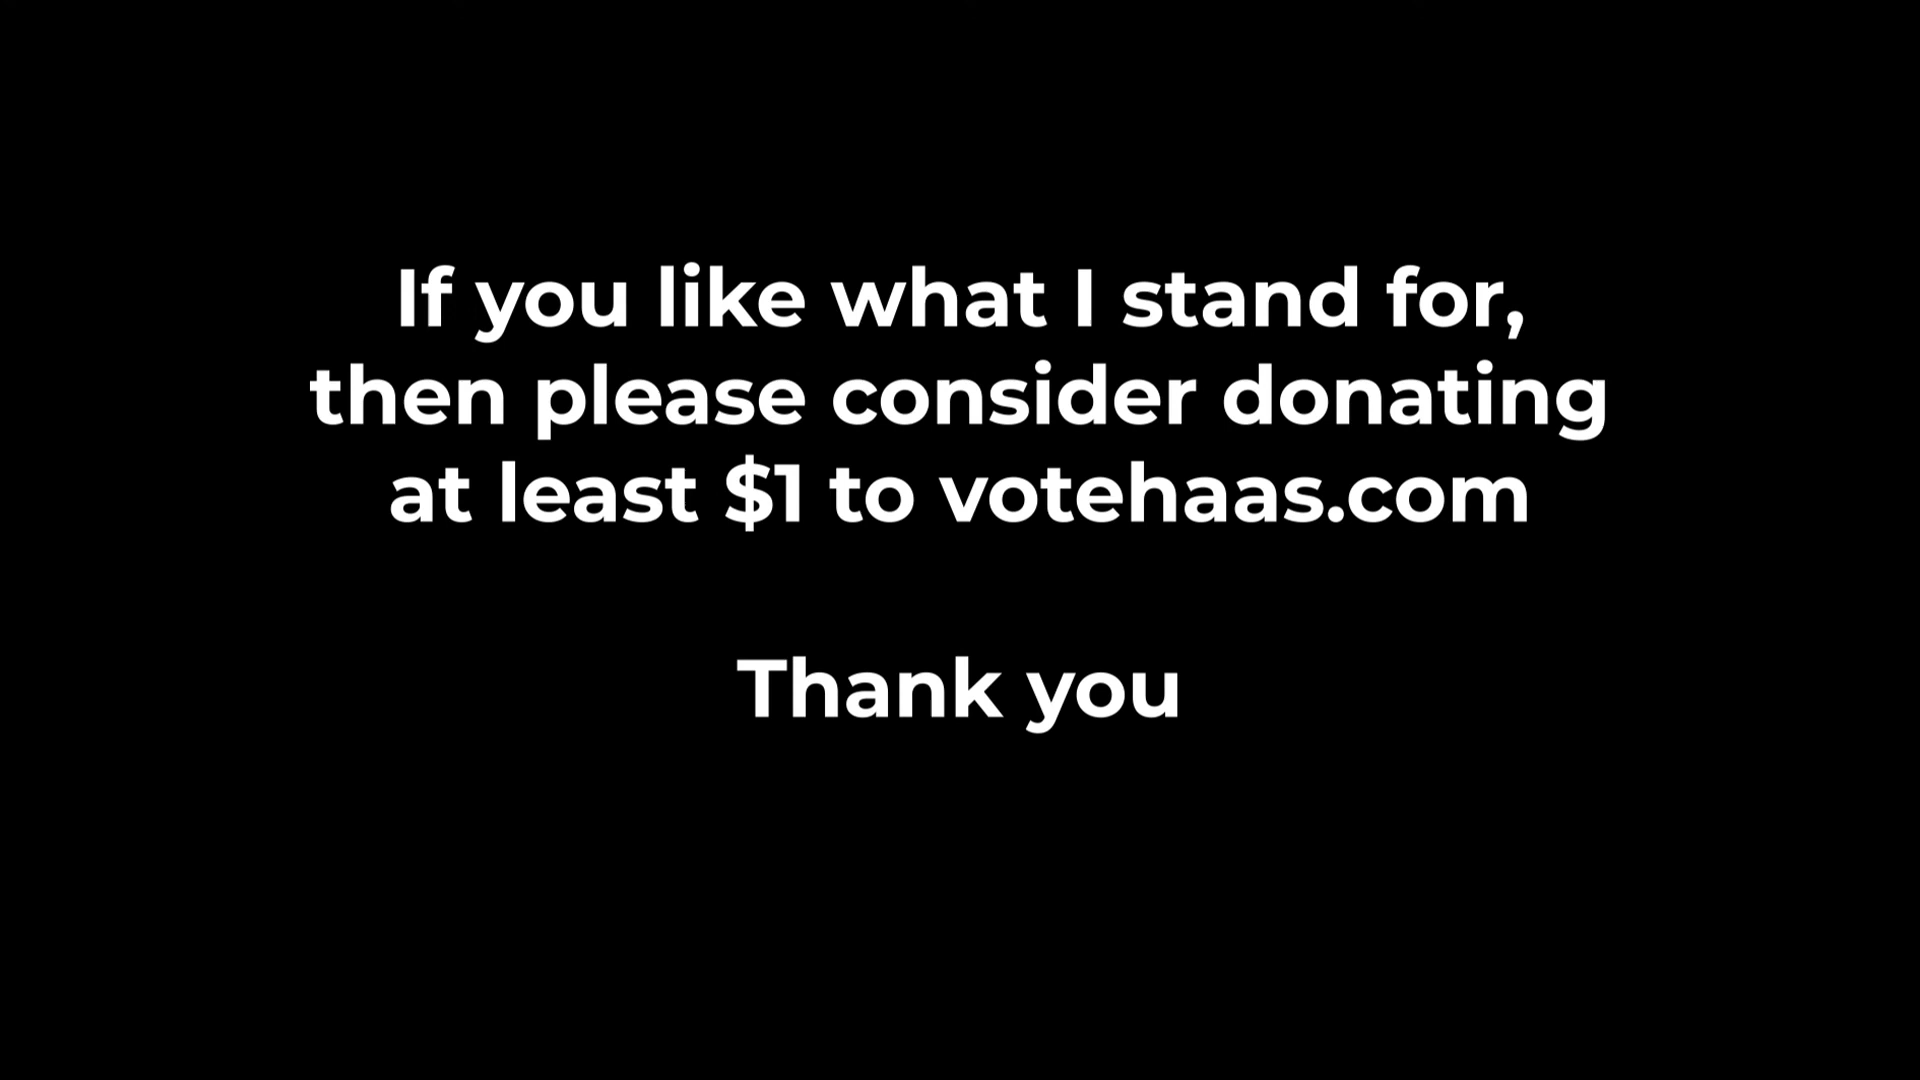 If you like what I stand for,
then please consider donating
at least $1 to votehaas.com
Thank you